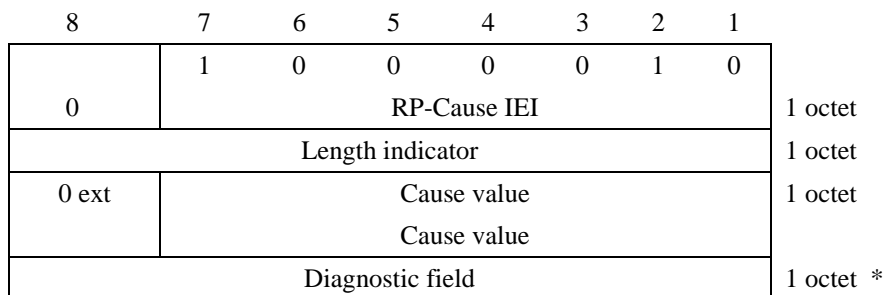 8 7 6 5 4 3 2 1
1 0 0 0 0 1 0
0 RP-Cause IEI 1 octet
Length indicator 1 octet
0 ext Cause value 1 octet
Cause value
Diagnostic field 1 octet *